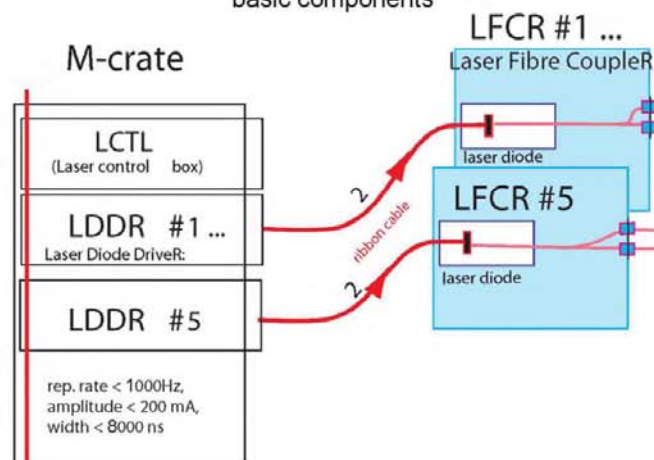 basic components
M-crate
LCTL
(Laser control box)
LDDR #1 ...
Laser Diode DriveR:
LDDR #5
rep. rate < 1000Hz,
amplitude < 200 mA,
width < 8000 ns
2
ribbon cable
2
LFCR #1 ...
Laser Fibre CoupleR
laser diode
LFCR #5
laser diode